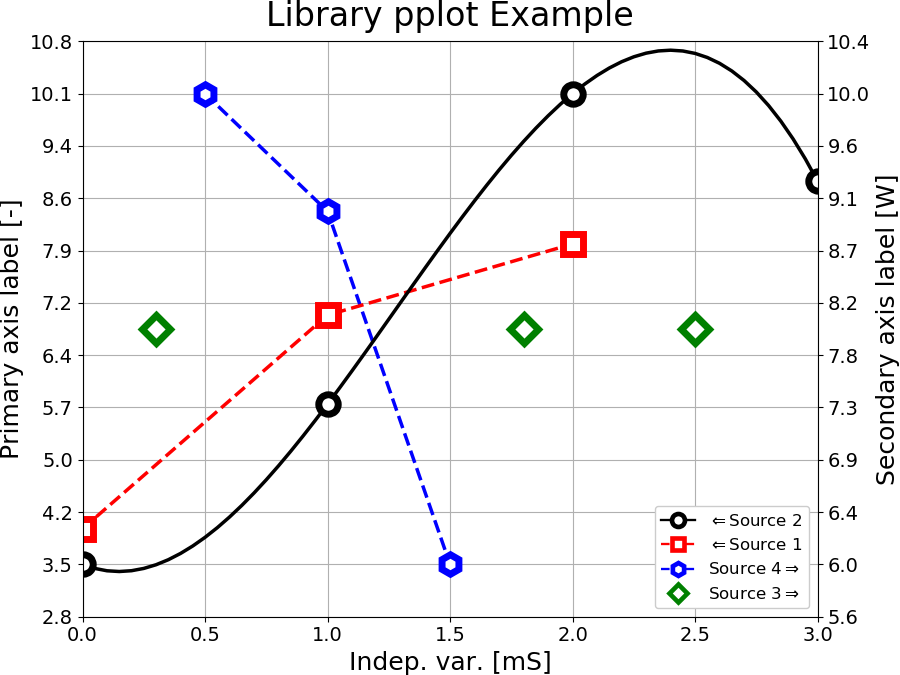 Library pplot Example
Primary axis label [-]
10.8
10.1
9.4
8.6
7.9
7.2
6.4
5.7
5.0
4.2
3.5
2.8
10.4
10.0
9.6
9.1
8.7
8.2
7.8
7.3
6.9
6.4
6.0
5.6
Secondary axis label [W]
⇐Source 2
⇐Source 1
Source 4⇒
Source 3⇒
0.0 0.5 1.0 1.5 2.0 2.5 3.0
Indep. var. [mS]